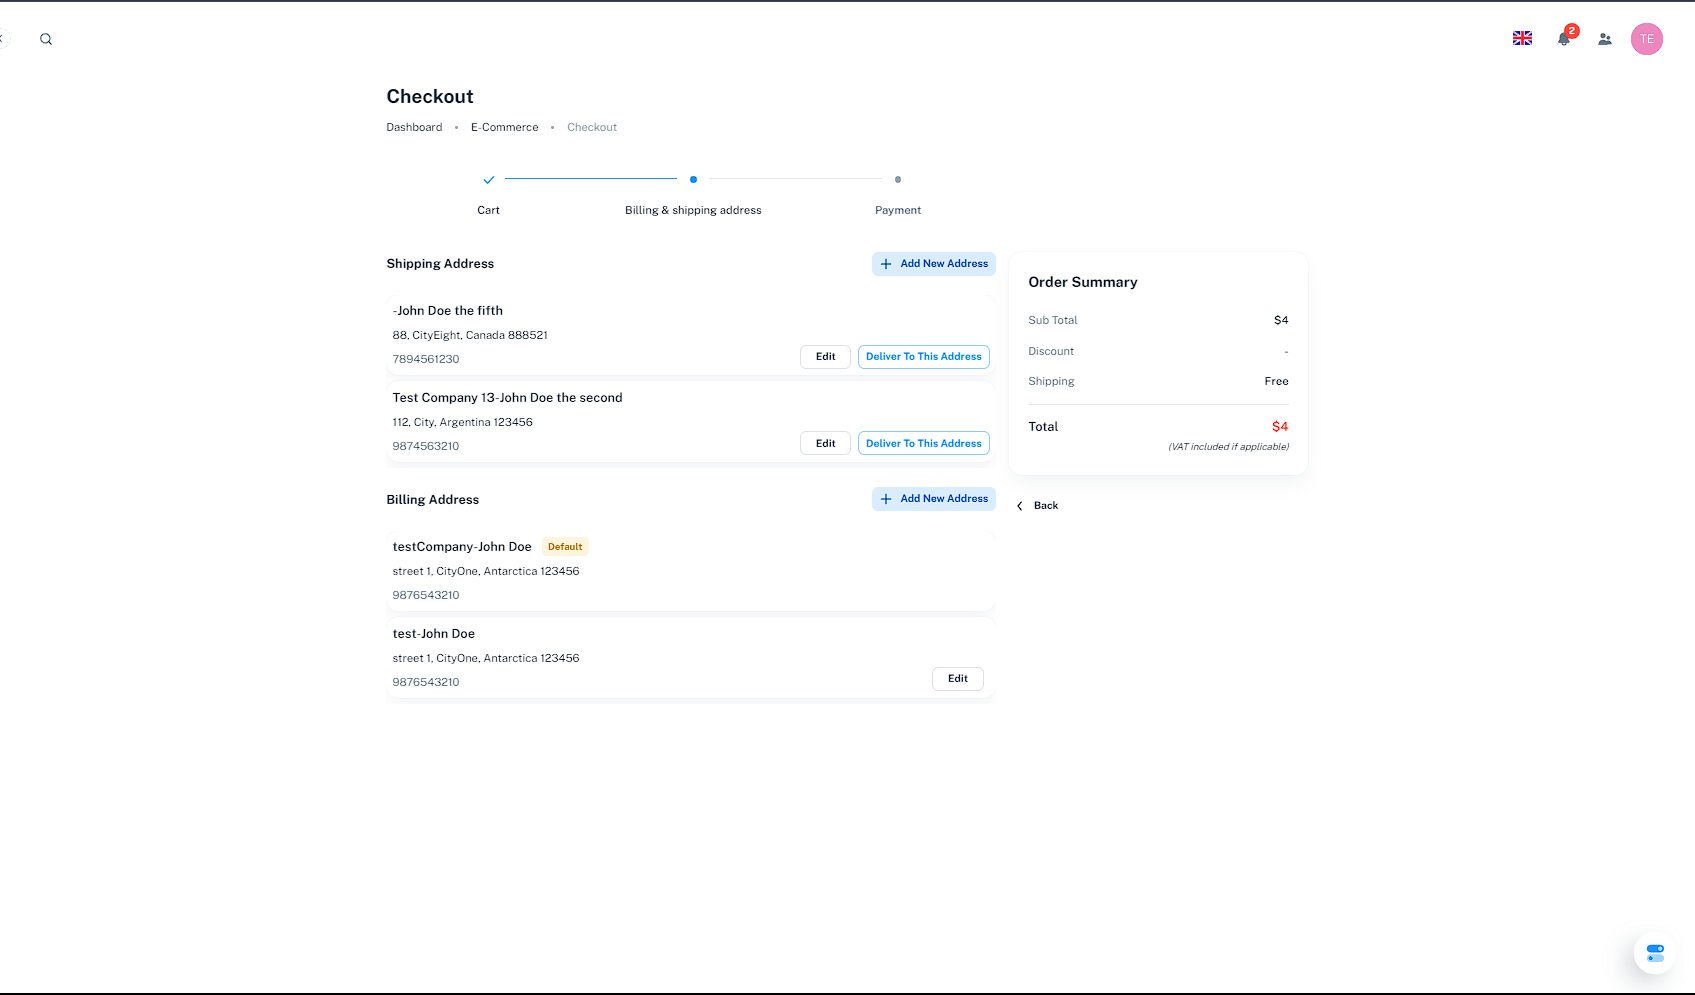 2
TE
Checkout
Dashboard • E-Commerce • Checkout
Cart
Billing & shipping address
Payment
Shipping Address
Add New Address
-John Doe the fifth
88, CityEight, Canada 888521
7894561230
Edit
Deliver To This Address
Test Company 13-John Doe the second
112, City, Argentina 123456
9874563210
Edit
Deliver To This Address
Billing Address
Add New Address
testCompany-John Doe Default
street 1, CityOne, Antarctica 123456
9876543210
test-John Doe
street 1, CityOne, Antarctica 123456
9876543210
Edit
Order Summary
Sub Total $4
Discount -
Shipping Free
Total $4
(VAT included if applicable)
Back